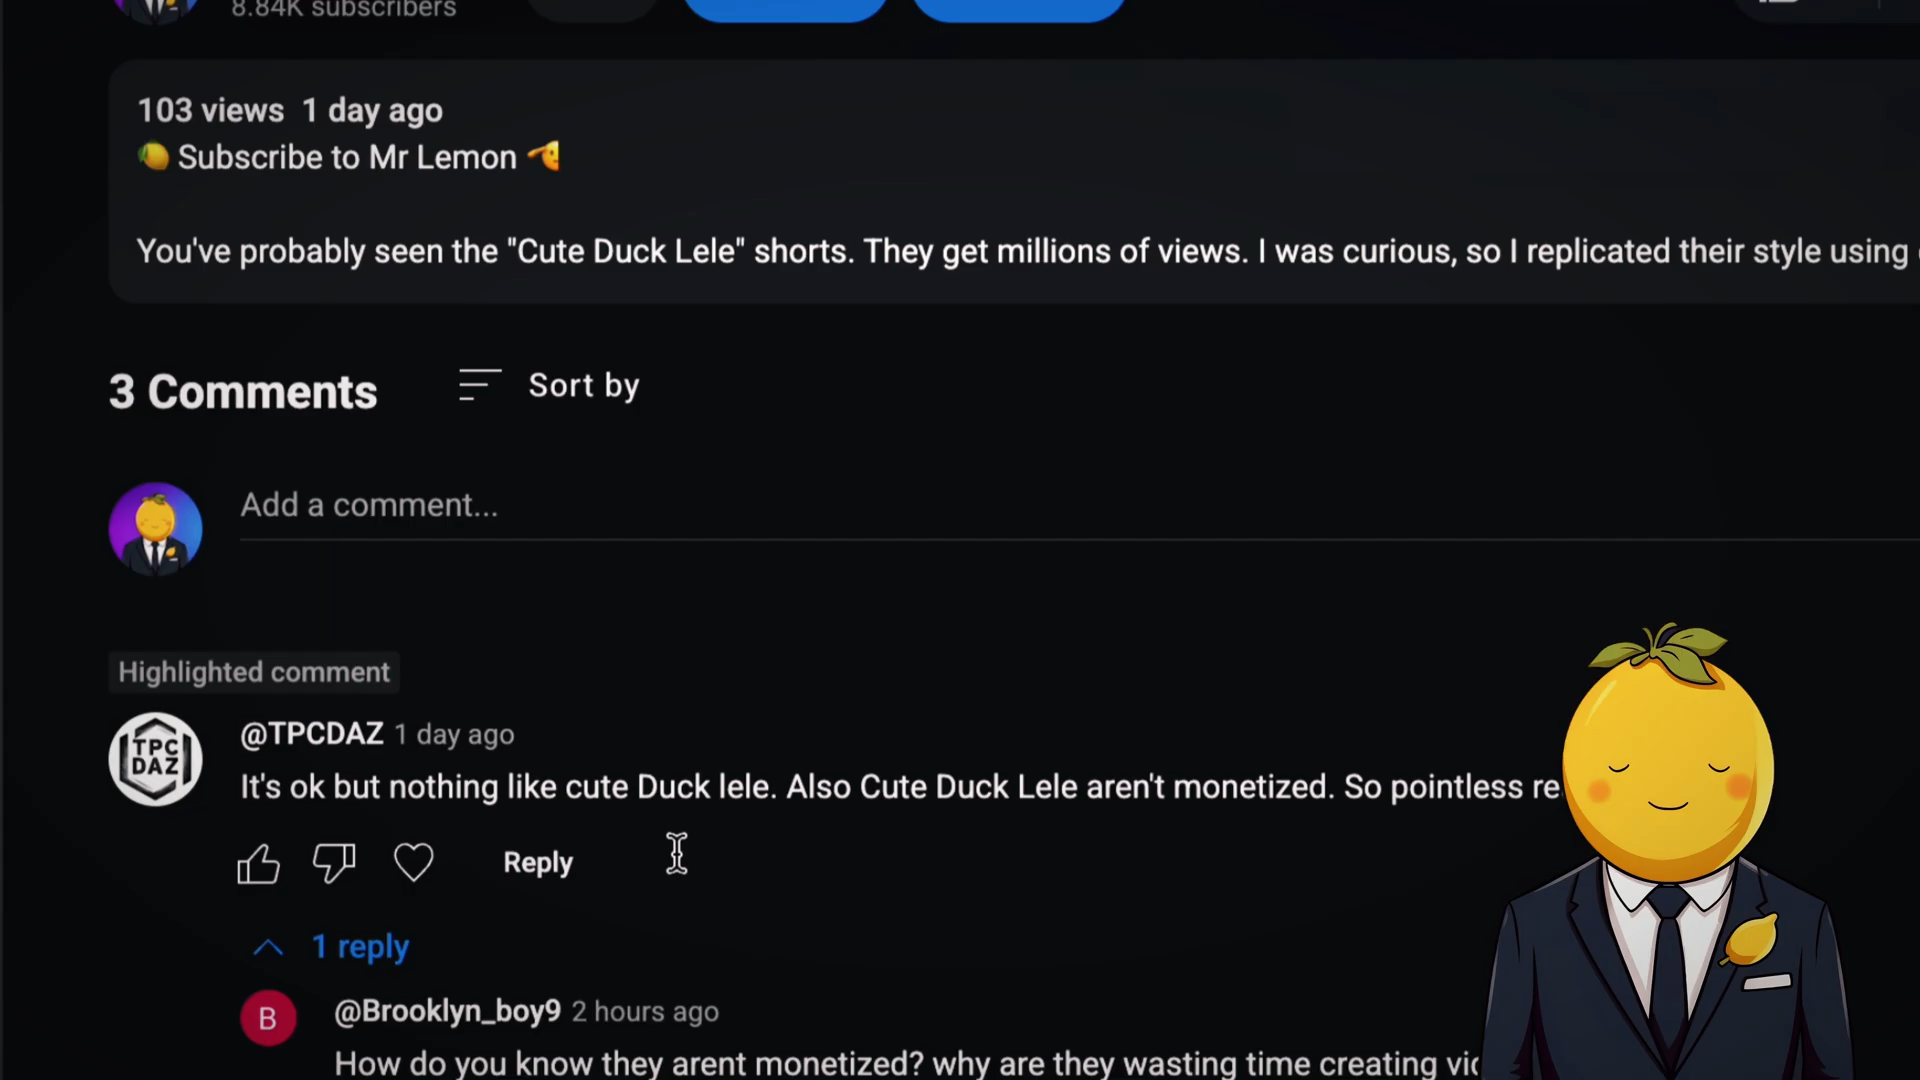 8.84K subscribers
103 views 1 day ago
Subscribe to Mr Lemon
You've probably seen the "Cute Duck Lele" shorts. They get millions of views. I was curious, so I replicated their style using
3 Comments
Sort by
Add a comment...
Highlighted comment
TPC
DAZ
@TPCDAZ 1 day ago
It's ok but nothing like cute Duck lele. Also Cute Duck Lele aren't monetized. So pointless
Reply
1 reply
B
@Brooklyn_boy9 2 hours ago
How do you know they arent monetized? why are they wasting time creating